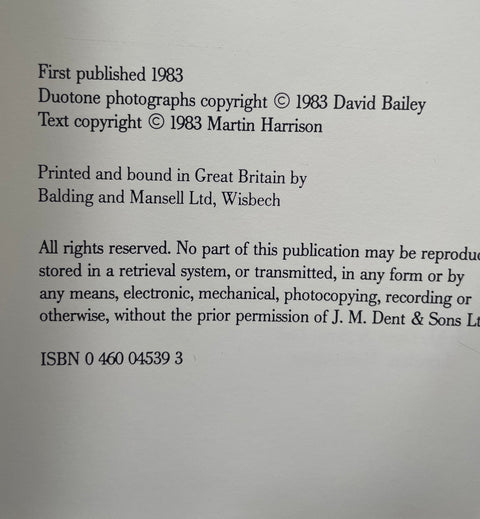 First published 1983
Duotone photographs copyright © 1983 David Bailey
Text copyright © 1983 Martin Harrison
Printed and bound in Great Britain by
Balding and Mansell Ltd, Wisbech
All rights reserved. No part of this publication may be reproduc
stored in a retrieval system, or transmitted, in any form or by
any means, electronic, mechanical, photocopying, recording or
otherwise, without the prior permission of J. M. Dent & Sons Lt
ISBN 0 460 04539 3